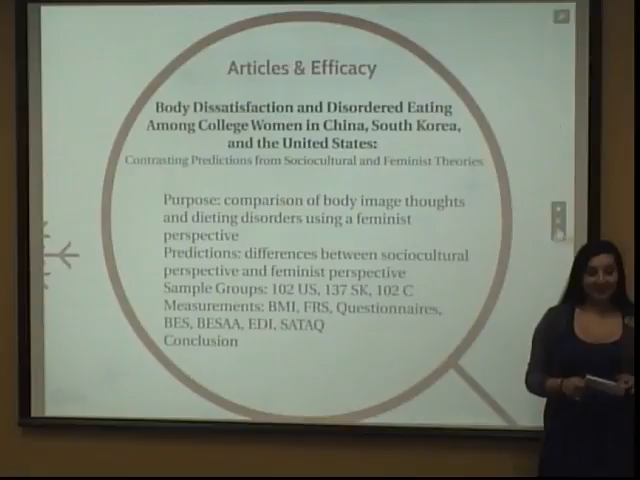 Articles & Efficacy
Body Dissatisfaction and Disordered Eating
Among College Women in China, South Korea,
and the United States:
Contrasting Predictions from Sociocultural and Feminist Theories
Purpose: comparison of body image thoughts
and dieting disorders using a feminist
perspective
Predictions: differences between sociocultural
perspective and feminist perspective
Sample Groups: 102 US, 137 SK, 102 C
Measurements: BMI, FRS, Questionnaires,
BES, BESAA, EDI, SATAQ
Conclusion